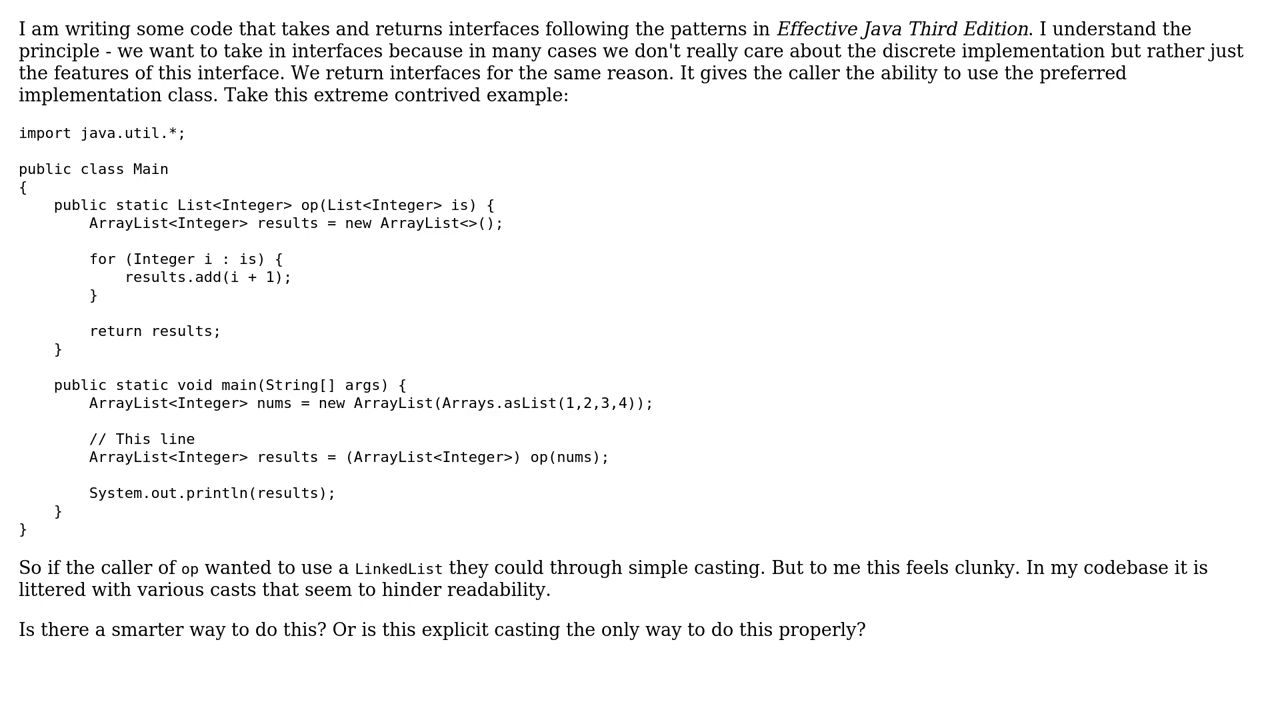 I am writing some code that takes and returns interfaces following the patterns in Effective Java Third Edition. I understand the
principle - we want to take in interfaces because in many cases we don't really care about the discrete implementation but rather just
the features of this interface. We return interfaces for the same reason. It gives the caller the ability to use the preferred
implementation class. Take this extreme contrived example:
import java.util.*;
public class Main
{
    public static List<Integer> op(List<Integer> is) {
        ArrayList<Integer> results = new ArrayList<>();
        for (Integer i : is) {
            results.add(i + 1);
        }
        return results;
    }
    public static void main(String[] args) {
        ArrayList<Integer> nums = new ArrayList(Arrays.asList(1,2,3,4));
        // This line
        ArrayList<Integer> results = (ArrayList<Integer>) op(nums);
        System.out.println(results);
    }
}
So if the caller of op wanted to use a LinkedList they could through simple casting. But to me this feels clunky. In my codebase it is
littered with various casts that seem to hinder readability.
Is there a smarter way to do this? Or is this explicit casting the only way to do this properly?